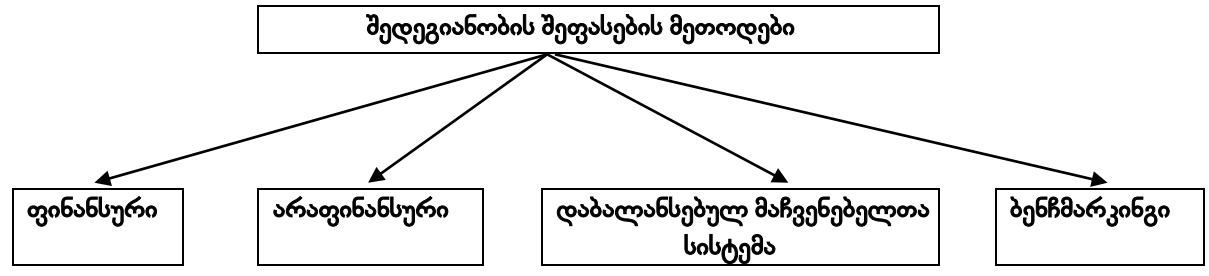 შედეგიანობის შეფასების მეთოდები
ფინანსური
არაფინანსური
დაბალანსებულ მაჩვენებელთა
სისტემა
ბენჩმარკინგი